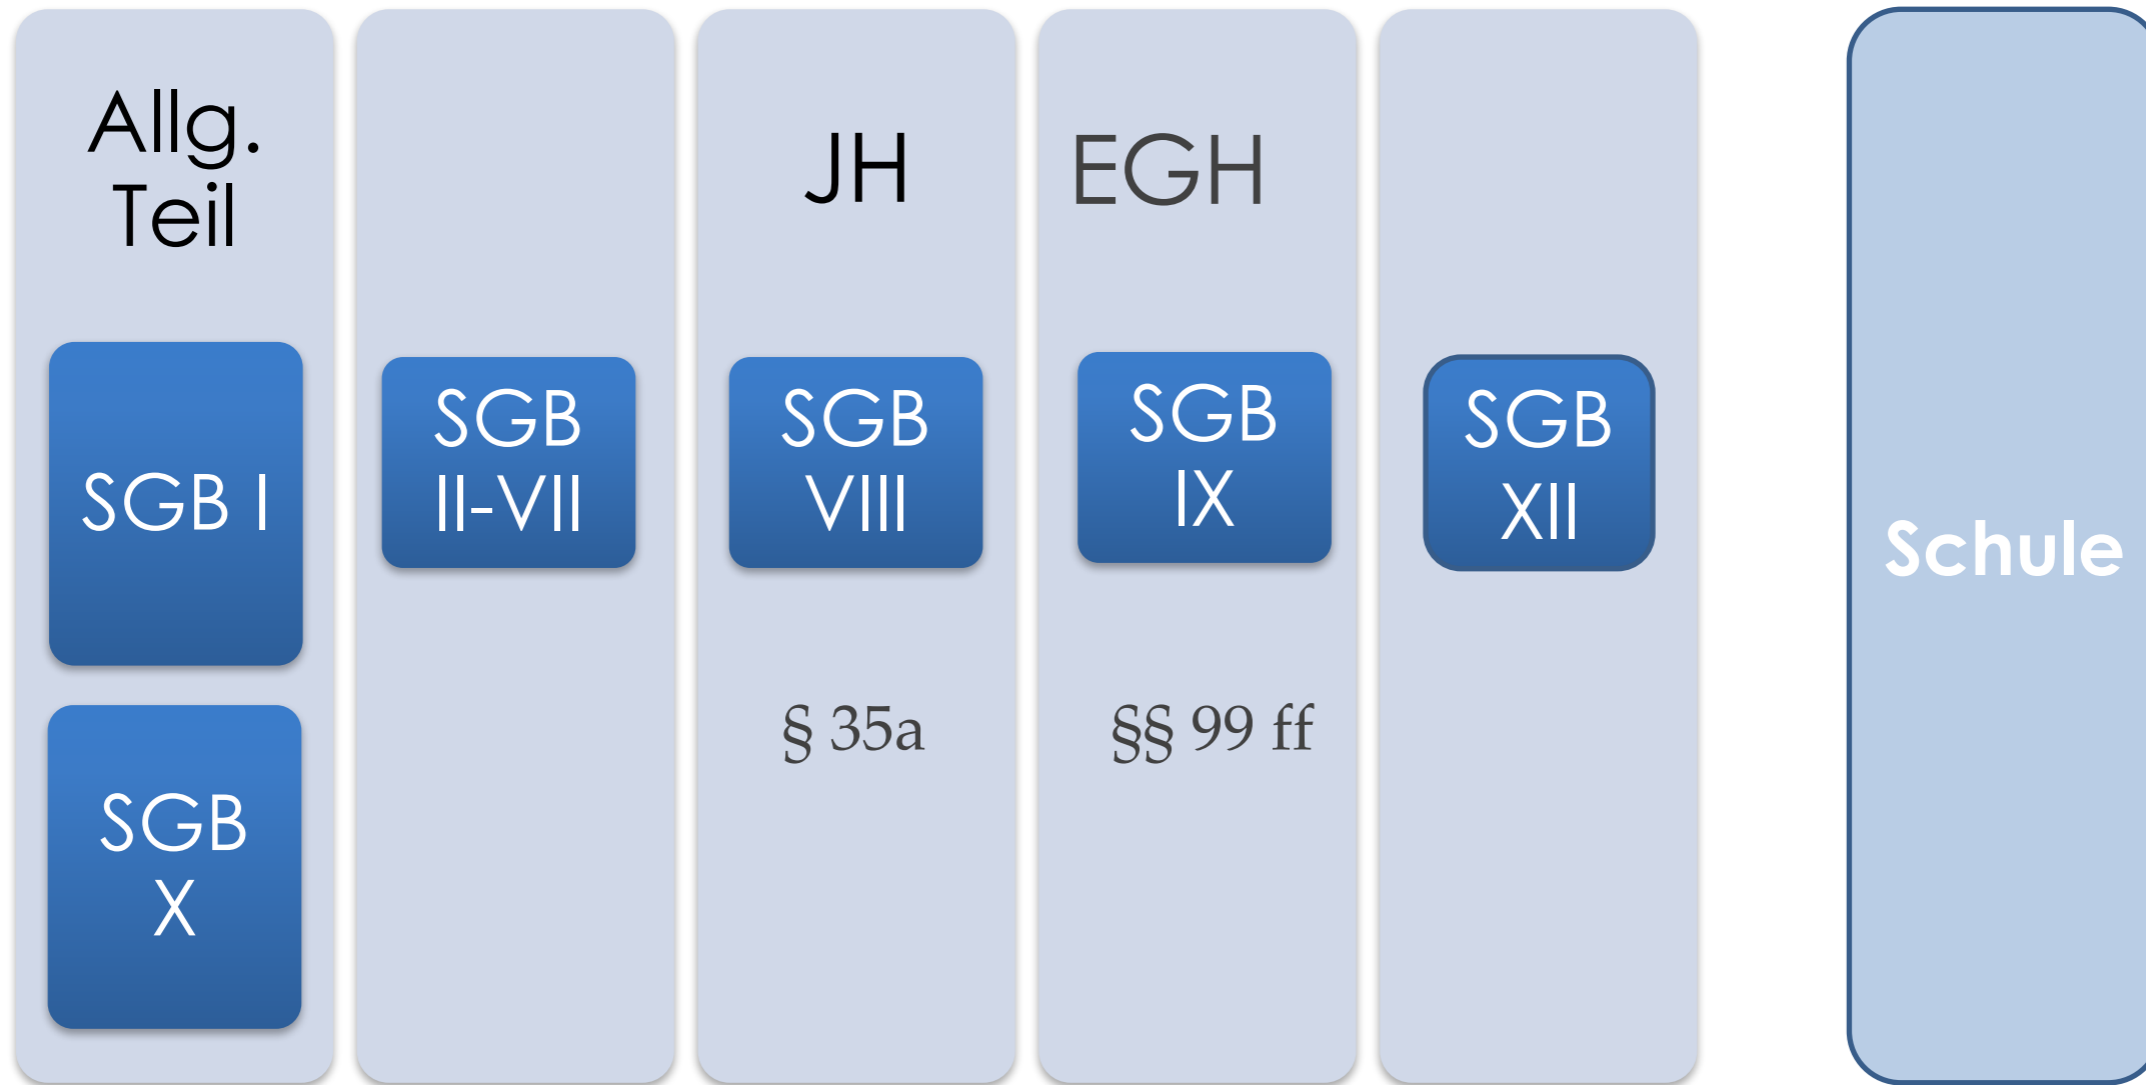 Allg.
Teil
SGB I
SGB
X
SGB
II-VII
JH
SGB
VIII
§ 35a
EGH
SGB
IX
§§ 99 ff
SGB
XII
Schule